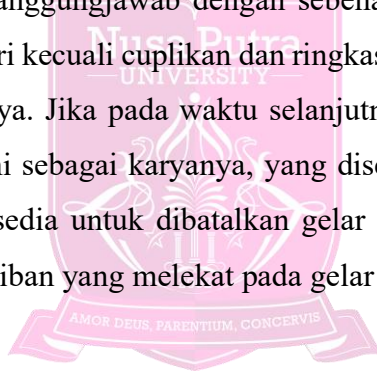 anggungjawab dengan sebena
Nusa Putra
ri kecuali cuplikan dan ringkas
UNIVERSITY
ya. Jika pada waktu selanjutn
ni sebagai karyanya, yang dise
sedia untuk dibatalkan gelar
iban yang melekat pada gelar
AMOR DEUS, PARENTIUM, CONCERVIS